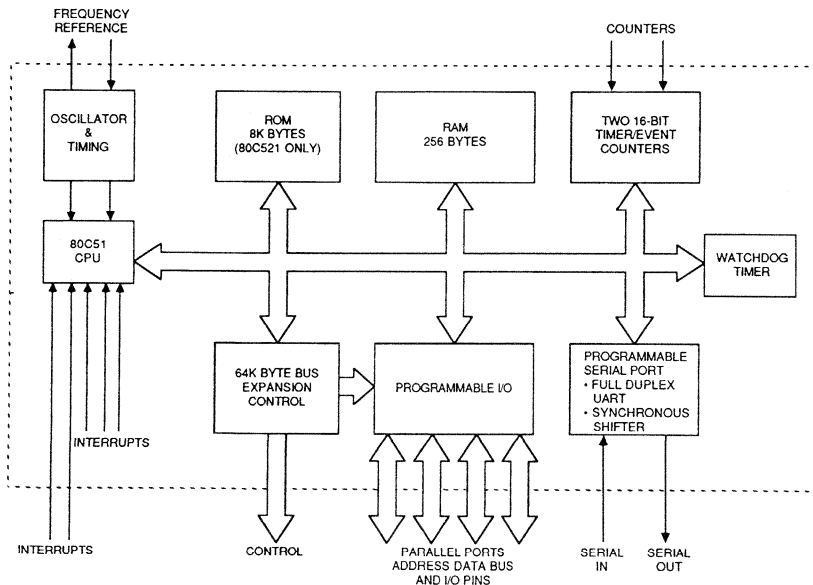 FREQUENCY
REFERENCE
COUNTERS
OSCILLATOR
&
TIMING
ROM
8K BYTES
(80C521 ONLY)
RAM
256 BYTES
TWO 16-BIT
TIMER/EVENT
COUNTERS
80C51
CPU
WATCHDOG
TIMER
64K BYTE BUS
EXPANSION
CONTROL
PROGRAMMABLE I/O
PROGRAMMABLE
SERIAL PORT
• FULL DUPLEX
UART
• SYNCHRONOUS
SHIFTER
INTERRUPTS
INTERRUPTS
CONTROL
PARALLEL PORTS
ADDRESS DATA BUS
AND I/O PINS
SERIAL
IN
SERIAL
OUT